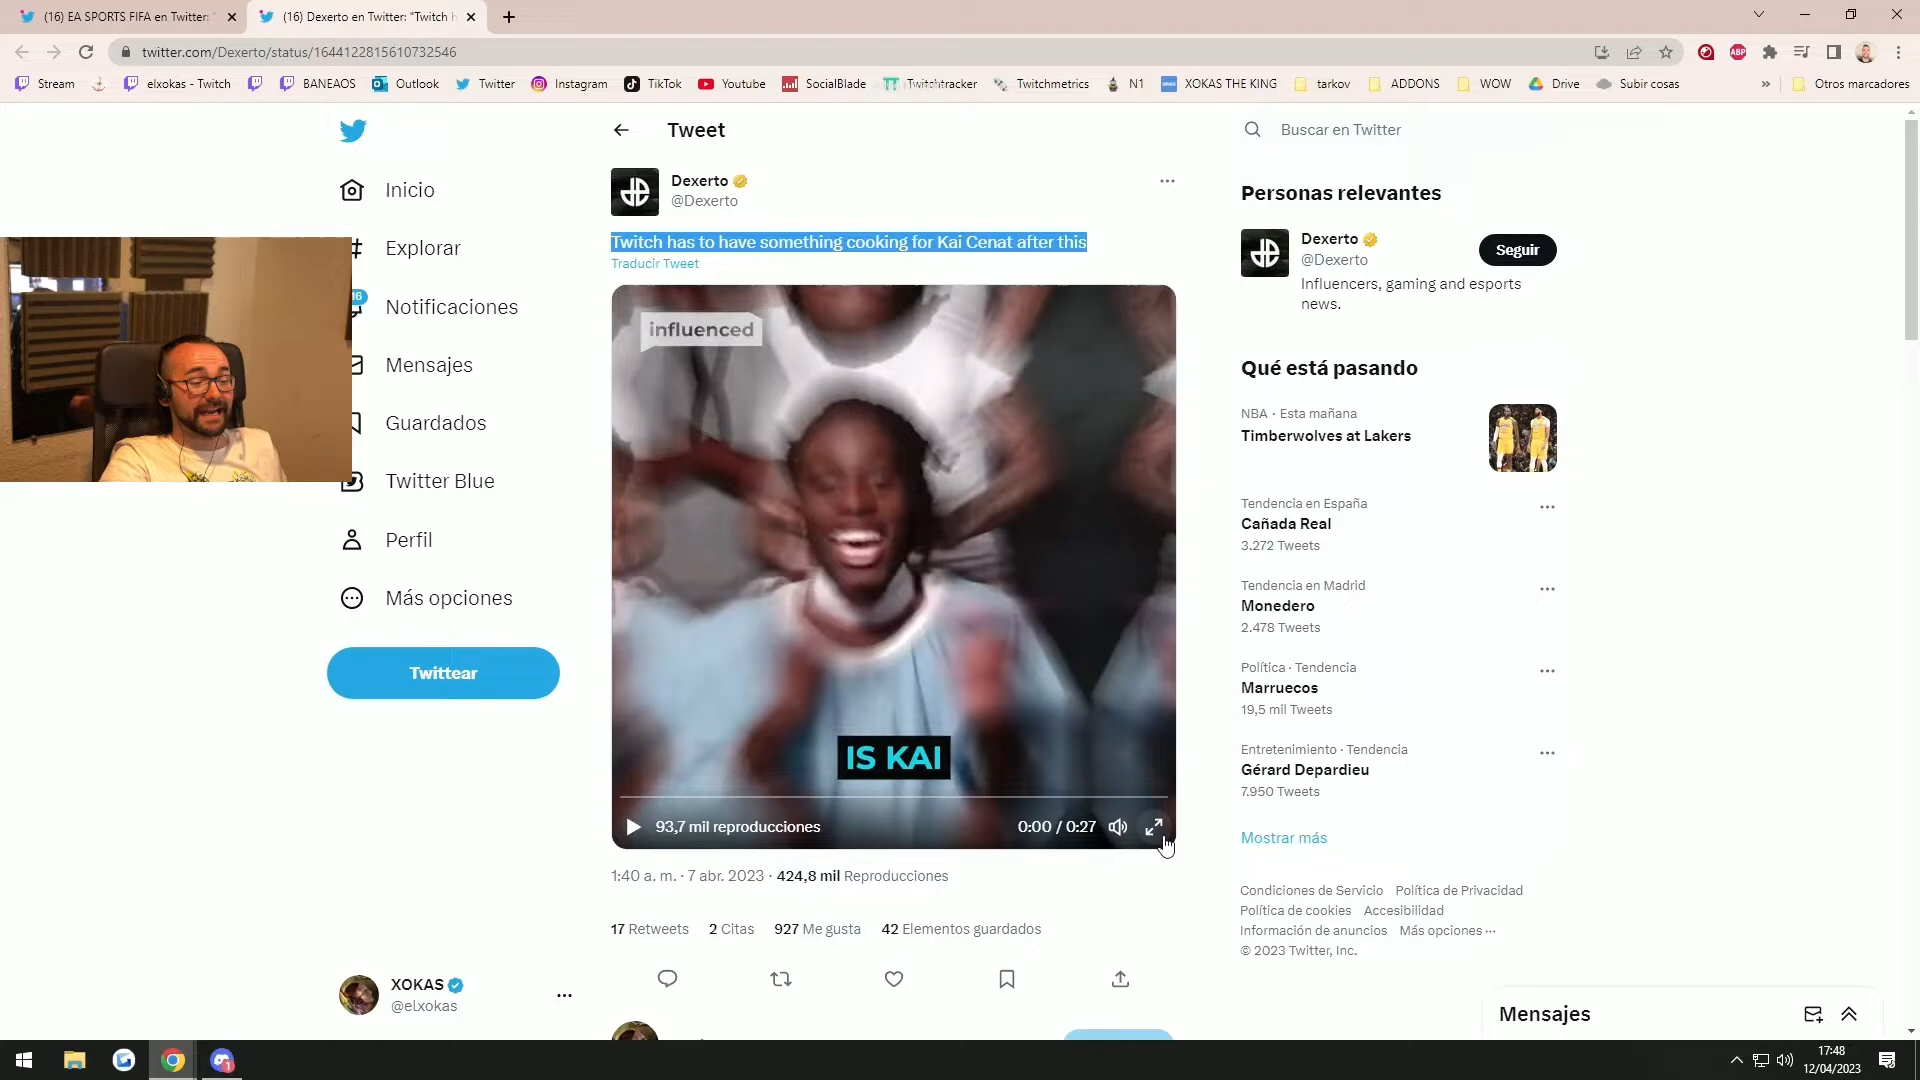 (16) EA SPORTS FIFA en Twitter: "
(16) Dexerto en Twitter: "Twitch h
twitter.com/Dexerto/status/1644122815610732546
ABP
Stream
elxokas - Twitch
BANEAOS
Outlook
Twitter
Instagram
TikTok
Youtube
SocialBlade
Twitchtracker
Twitchmetrics
N1
XOKAS THE KING
tarkov
ADDONS
WOW
Drive
Subir cosas
»
Otros marcadores
Inicio
Explorar
16
Notificaciones
Mensajes
Guardados
Twitter Blue
Perfil
Más opciones
Twittear
XOKAS
@elxokas
Tweet
Dexerto
@Dexerto
Twitch has to have something cooking for Kai Cenat after this
Traducir Tweet
influenced
IS KAI
93,7 mil reproducciones
0:00 / 0:27
1:40 a. m. · 7 abr. 2023 · 424,8 mil Reproducciones
17 Retweets 2 Citas 927 Me gusta 42 Elementos guardados
Buscar en Twitter
Personas relevantes
Dexerto
@Dexerto
Seguir
Influencers, gaming and esports
news.
Qué está pasando
NBA · Esta mañana
Timberwolves at Lakers
Tendencia en España
Cañada Real
3.272 Tweets
Tendencia en Madrid
Monedero
2.478 Tweets
Política · Tendencia
Marruecos
19,5 mil Tweets
Entretenimiento · Tendencia
Gérard Depardieu
7.950 Tweets
Mostrar más
Condiciones de Servicio Política de Privacidad
Política de cookies Accesibilidad
Información de anuncios Más opciones ···
© 2023 Twitter, Inc.
Mensajes
1
17:48
12/04/2023